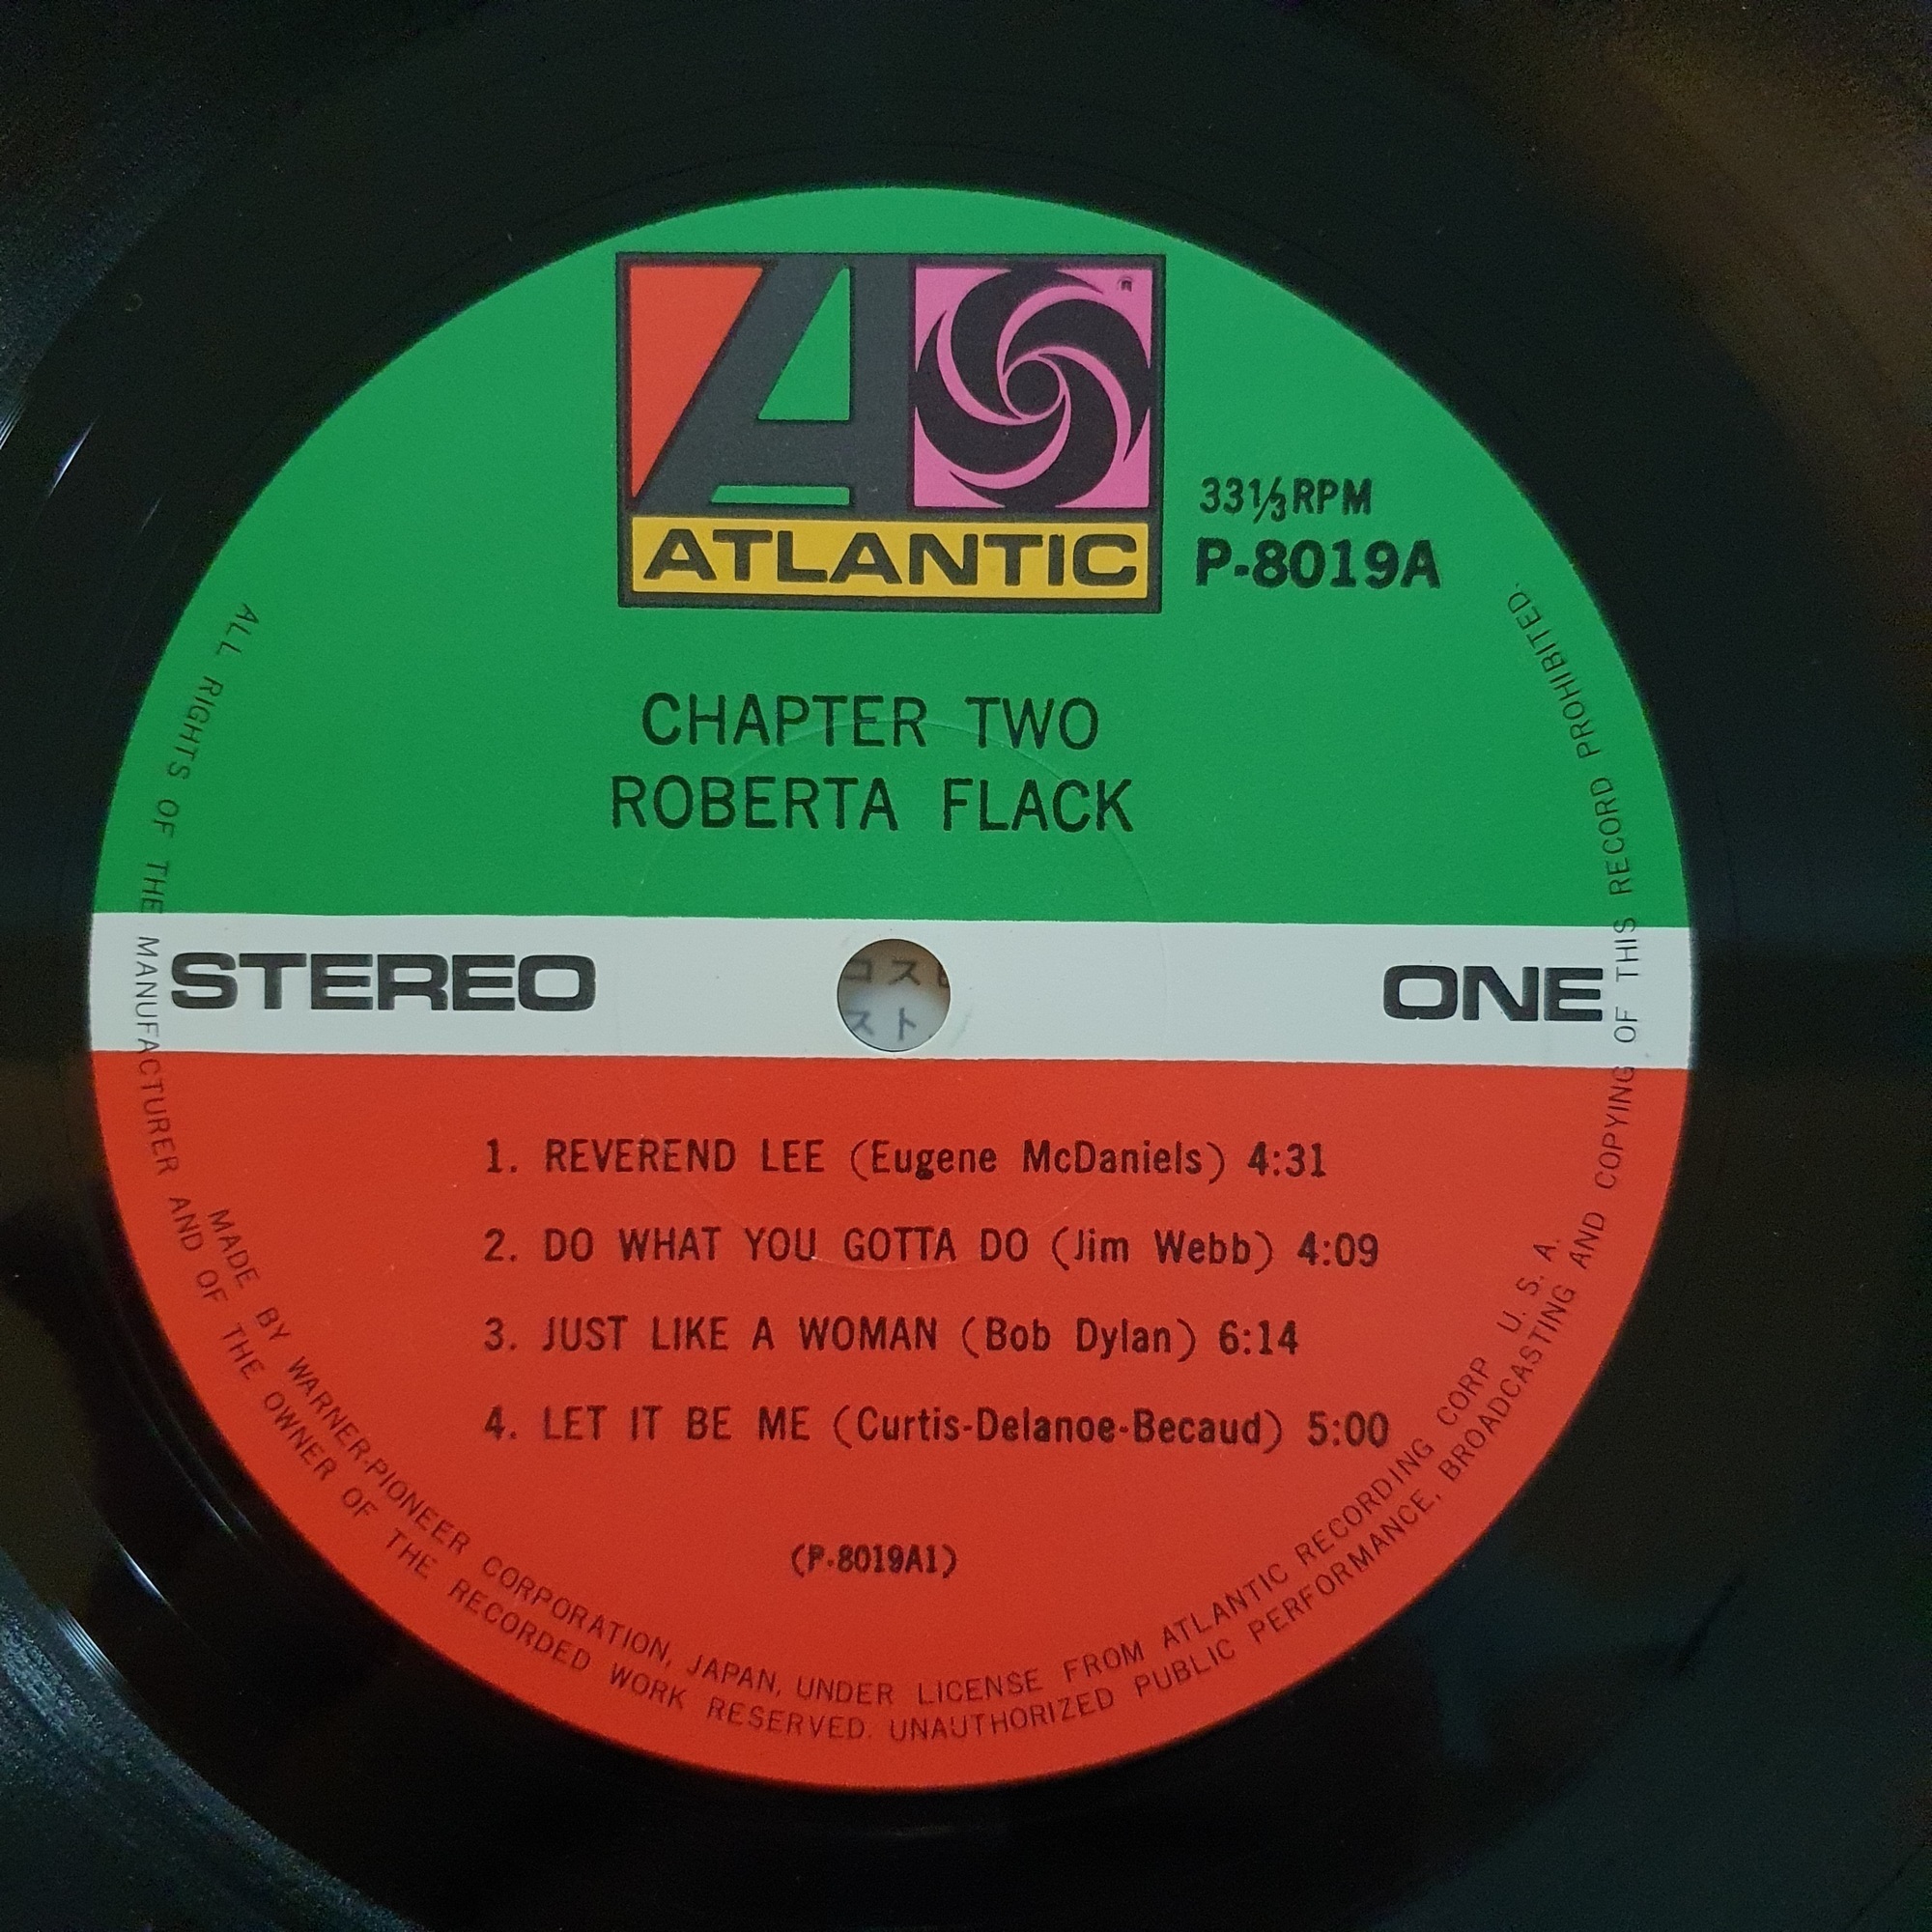 ATLANTIC
33⅓RPM
P-8019A
CHAPTER TWO
ROBERTA FLACK
STEREO
ONE
コス
スト
1. REVEREND LEE (Eugene McDaniels) 4:31
2. DO WHAT YOU GOTTA DO (Jim Webb) 4:09
3. JUST LIKE A WOMAN (Bob Dylan) 6:14
4. LET IT BE ME (Curtis-Delanoe-Becaud) 5:00
(P-8019A1)
MADE BY WARNER-PIONEER CORPORATION, JAPAN, UNDER LICENSE FROM ATLANTIC RECORDING CORP U. S. A.
ALL RIGHTS OF THE MANUFACTURER AND OF THE OWNER OF THE RECORDED WORK RESERVED. UNAUTHORIZED PUBLIC PERFORMANCE, BROADCASTING AND COPYING OF THIS RECORD PROHIBITED.